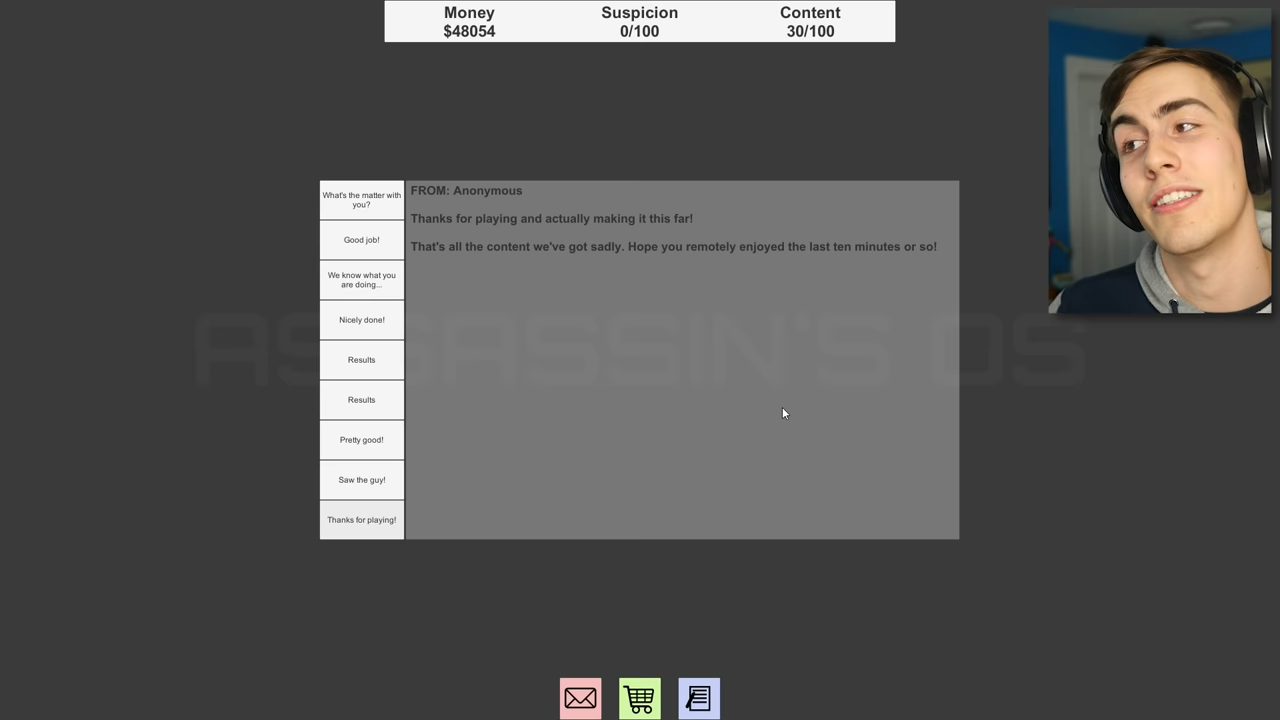 Money
$48054
Suspicion
0/100
Content
30/100
What's the matter with
you?
Good job!
We know what you
are doing...
Nicely done!
Results
Results
Pretty good!
Saw the guy!
Thanks for playing!
FROM: Anonymous
Thanks for playing and actually making it this far!
That's all the content we've got sadly. Hope you remotely enjoyed the last ten minutes or so!
ASSASSIN'S OS